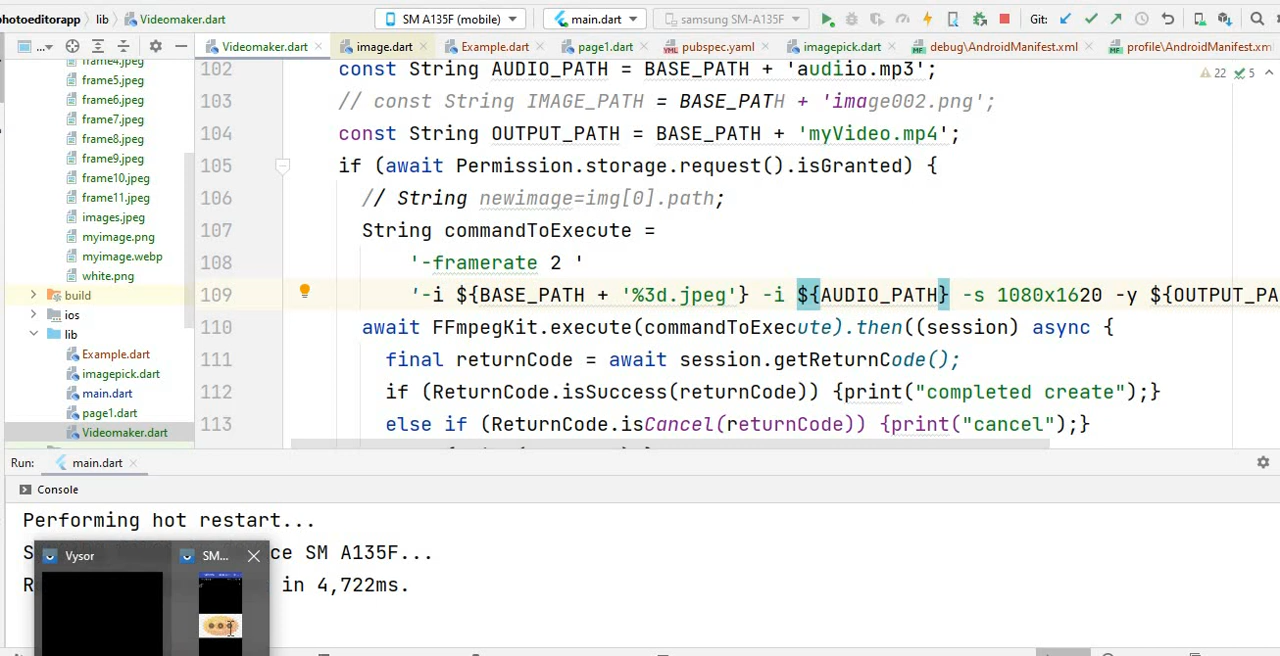 photoeditorapp lib Videomaker.dart SM A135F (mobile) main.dart samsung SM-A135F Git:
... Videomaker.dart image.dart Example.dart page1.dart pubspec.yaml imagepick.dart debug\AndroidManifest.xml profile\AndroidManifest.xm
frame4.jpeg
frame5.jpeg
frame6.jpeg
frame7.jpeg
frame8.jpeg
frame9.jpeg
frame10.jpeg
frame11.jpeg
images.jpeg
myimage.png
myimage.webp
white.png
build
ios
lib
Example.dart
imagepick.dart
main.dart
page1.dart
Videomaker.dart
22 5
102 const String AUDIO_PATH = BASE_PATH + 'audiio.mp3';
103 // const String IMAGE_PATH = BASE_PATH + 'image002.png';
104 const String OUTPUT_PATH = BASE_PATH + 'myVideo.mp4';
105 if (await Permission.storage.request().isGranted) {
106 // String newimage=img[0].path;
107 String commandToExecute =
108 '-framerate 2 '
109 '-i ${BASE_PATH + '%3d.jpeg'} -i ${AUDIO_PATH} -s 1080x1620 -y ${OUTPUT_PA
110 await FFmpegKit.execute(commandToExecute).then((session) async {
111 final returnCode = await session.getReturnCode();
112 if (ReturnCode.isSuccess(returnCode)) {print("completed create");}
113 else if (ReturnCode.isCancel(returnCode)) {print("cancel");}
Run: main.dart
Console
Performing hot restart...
ce SM A135F...
in 4,722ms.
Vysor SM...